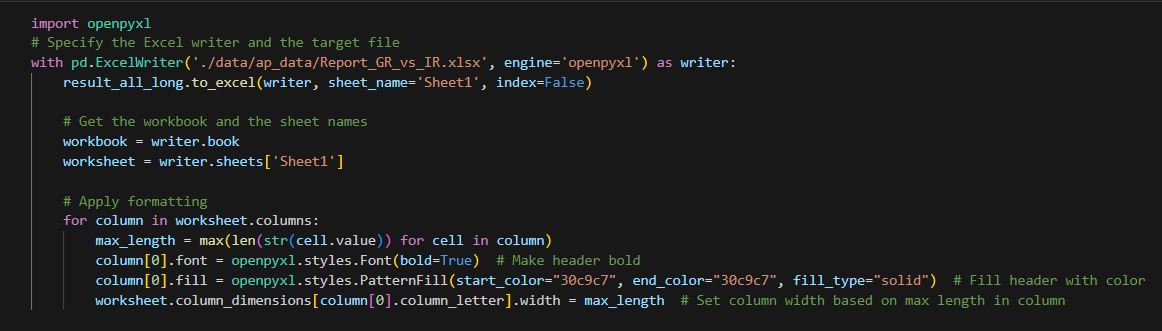 import openpyxl
# Specify the Excel writer and the target file
with pd.ExcelWriter('./data/ap_data/Report_GR_vs_IR.xlsx', engine='openpyxl') as writer:
    result_all_long.to_excel(writer, sheet_name='Sheet1', index=False)

    # Get the workbook and the sheet names
    workbook = writer.book
    worksheet = writer.sheets['Sheet1']

    # Apply formatting
    for column in worksheet.columns:
        max_length = max(len(str(cell.value)) for cell in column)
        column[0].font = openpyxl.styles.Font(bold=True)  # Make header bold
        column[0].fill = openpyxl.styles.PatternFill(start_color="30c9c7", end_color="30c9c7", fill_type="solid")  # Fill header with color
        worksheet.column_dimensions[column[0].column_letter].width = max_length  # Set column width based on max length in column